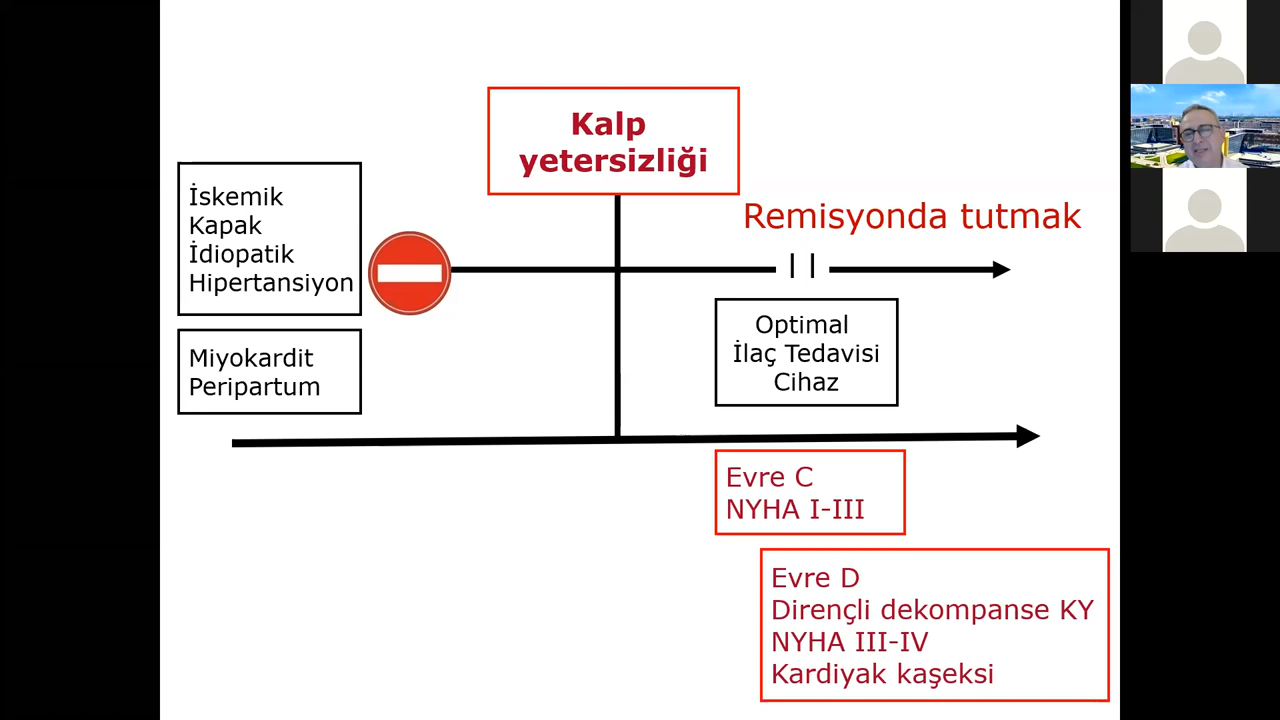 Kalp
yetersizliği
İskemik
Kapak
İdiopatik
Hipertansiyon
Miyokardit
Peripartum
Remisyonda tutmak
Optimal
İlaç Tedavisi
Cihaz
Evre C
NYHA I-III
Evre D
Dirençli dekompanse KY
NYHA III-IV
Kardiyak kaşeksi